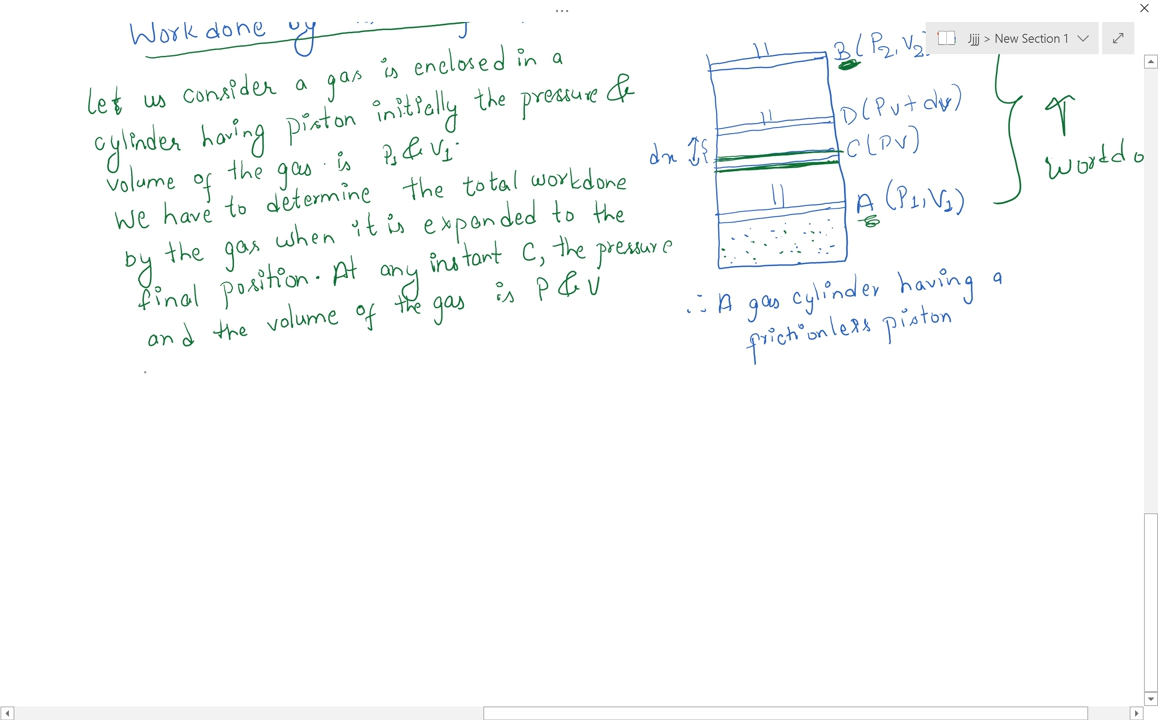 Workdone by
Let us consider a gas is enclosed in a
cylinder having piston initially the pressure &
volume of the gas is P1 & V1.
We have to determine the total workdone
by the gas when it is expanded to the
final position. At any instant C, the pressure
and the volume of the gas is P & V
B(P2, V2)
D(PV+dv)
dx
C(PV)
A (P1, V1)
workdo
∴ A gas cylinder having a
frictionless piston
Jjjj > New Section 1